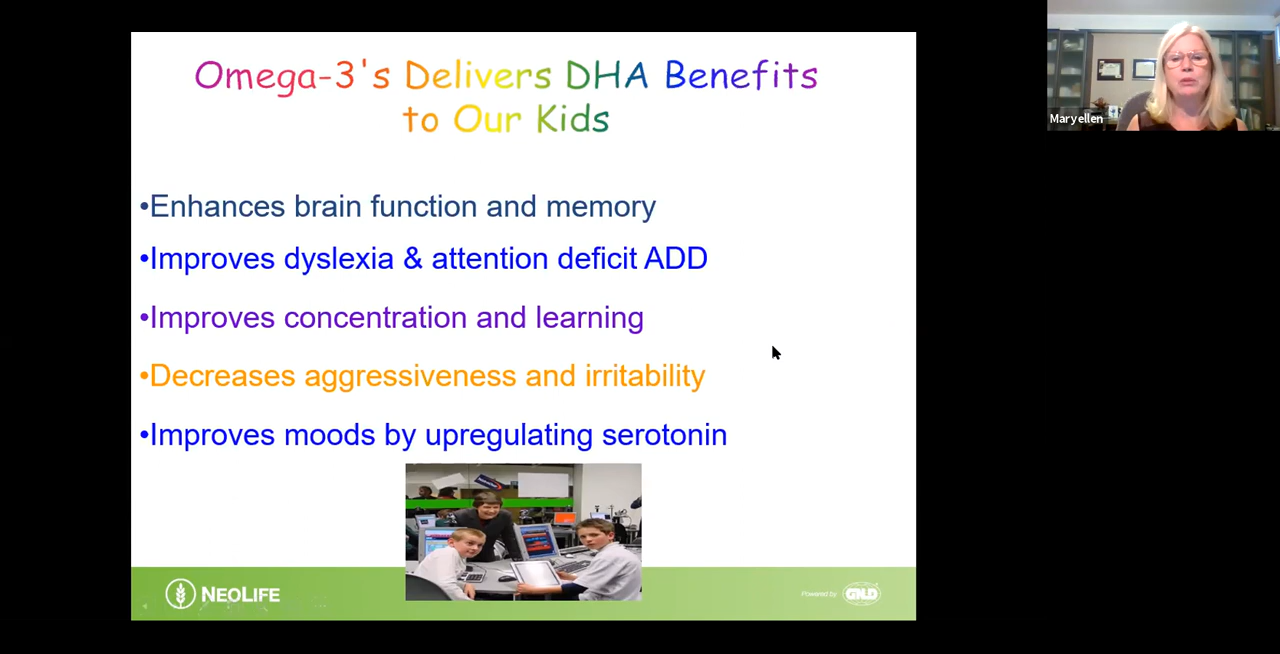 Omega-3's Delivers DHA Benefits
to Our Kids
•Enhances brain function and memory
•Improves dyslexia & attention deficit ADD
•Improves concentration and learning
•Decreases aggressiveness and irritability
•Improves moods by upregulating serotonin
NEOLIFE
Powered by GNLD
Maryellen